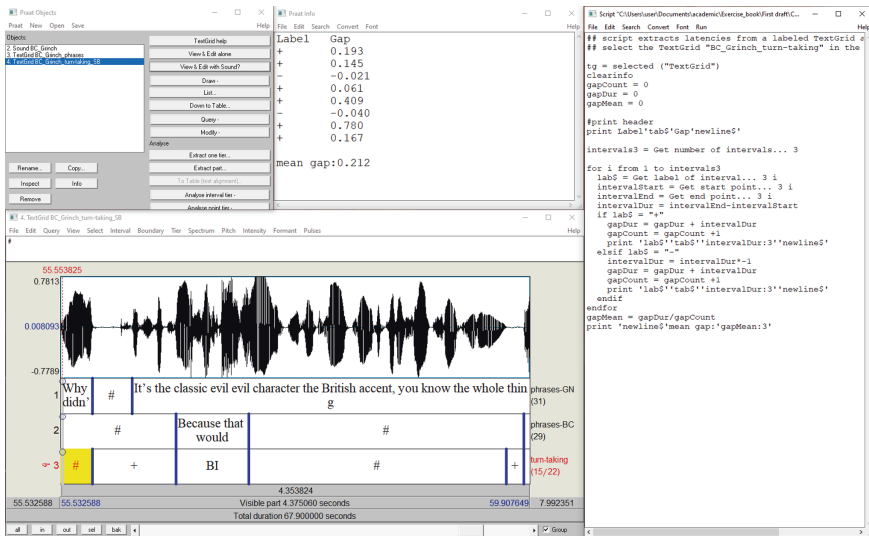 Praat Objects
Praat New Open Save Help
Objects:
2. Sound BC_Grinch
3. TextGrid BC_Grinch_phrases
4. TextGrid BC_Grinch_turn-taking_SB
TextGrid help
View & Edit alone
View & Edit with Sound?
Draw -
List...
Down to Table...
Query -
Modify -
Analyse
Extract one tier...
Extract part...
To Table (text alignment)...
Analyse interval tier -
Analyse point tier -
Rename...
Copy...
Inspect
Info
Remove
Praat Info
File Edit Search Convert Font Help
Label Gap
+ 0.193
+ 0.145
- -0.021
+ 0.061
+ 0.409
- -0.040
+ 0.780
+ 0.167
mean gap:0.212
Script "C:\Users\user\Documents\academic\Exercise_book\First draft\C...
File Edit Search Convert Font Run Help
## script extracts latencies from a labeled TextGrid a
## select the TextGrid "BC_Grinch_turn-taking" in the
tg = selected ("TextGrid")
clearinfo
gapCount = 0
gapDur = 0
gapMean = 0
#print header
print Label'tab$'Gap'newline$'
intervals3 = Get number of intervals... 3
for i from 1 to intervals3
lab$ = Get label of interval... 3 i
intervalStart = Get start point... 3 i
intervalEnd = Get end point... 3 i
intervalDur = intervalEnd-intervalStart
if lab$ = "+"
gapDur = gapDur + intervalDur
gapCount = gapCount +1
print 'lab$''tab$''intervalDur:3''newline$'
elsif lab$ = "-"
intervalDur = intervalDur*-1
gapDur = gapDur + intervalDur
gapCount = gapCount +1
print 'lab$''tab$''intervalDur:3''newline$'
endif
endfor
gapMean = gapDur/gapCount
print 'newline$'mean gap:'gapMean:3'
4. TextGrid BC_Grinch_turn-taking_SB
File Edit Query View Select Interval Boundary Tier Spectrum Pitch Intensity Formant Pulses Help
#
55.553825
0.7813
0.008093
-0.7789
1 Why didn' # It's the classic evil evil character the British accent, you know the whole thin
g
phrases-GN
(31)
2 # Because that would # phrases-BC
(29)
3 # + BI # + turn-taking
(15/22)
4.353824
55.532588 55.532588 Visible part 4.375060 seconds 59.907649 7.992351
Total duration 67.900000 seconds
all in out sel bak Group